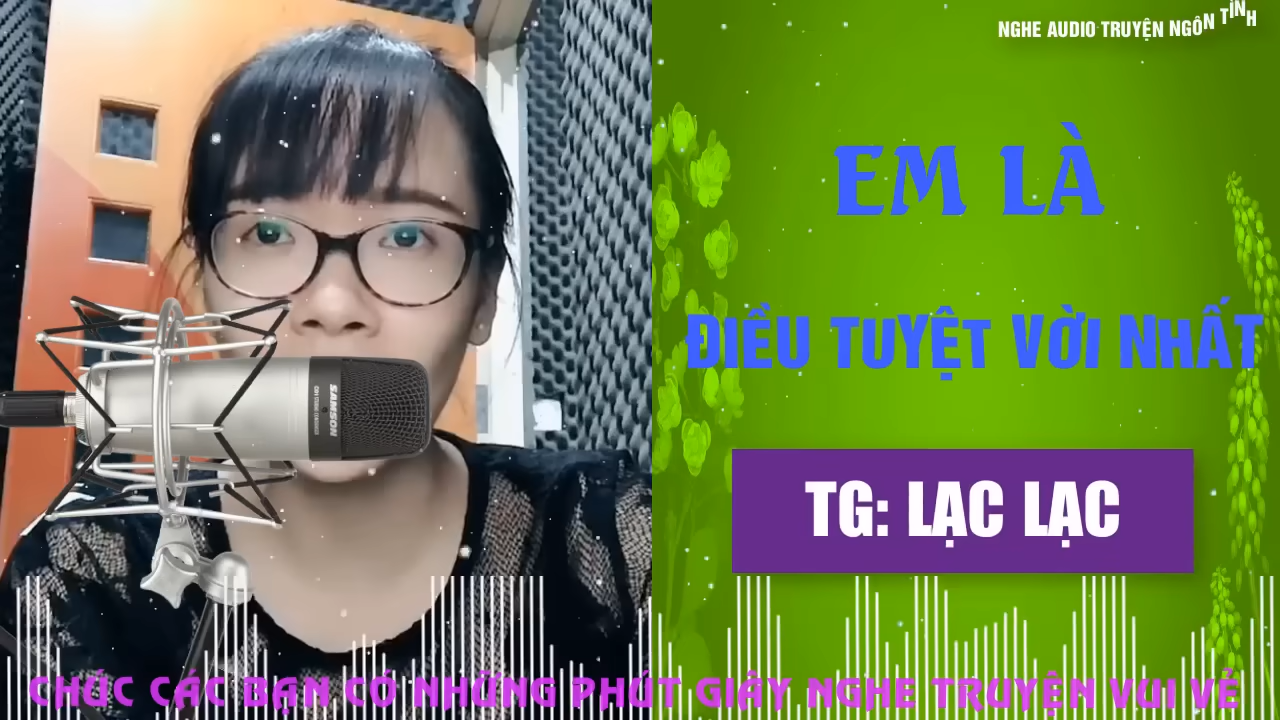 NGHE AUDIO TRUYỆN NGÔN TÌNH
EM LÀ
ĐIỀU TUYỆT VỜI NHẤT
TG: LẠC LẠC
SAMSON
CHÚC CÁC BẠN CÓ NHỮNG PHÚT GIÂY NGHE TRUYỆN VUI VẺ